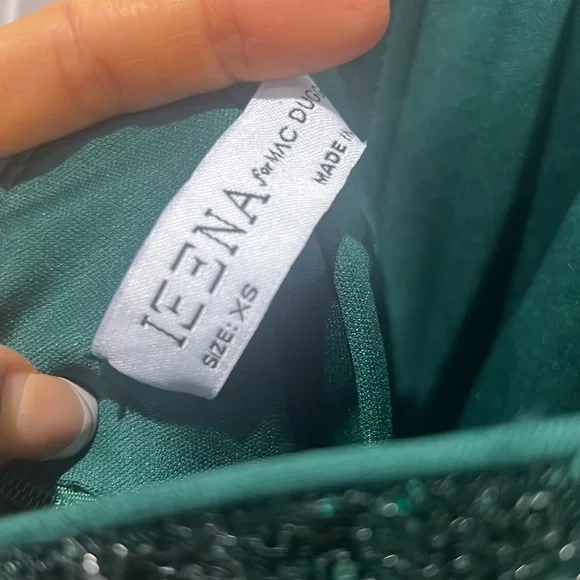 IEENA
for MAC DUGG
SIZE: XS
MADE IN